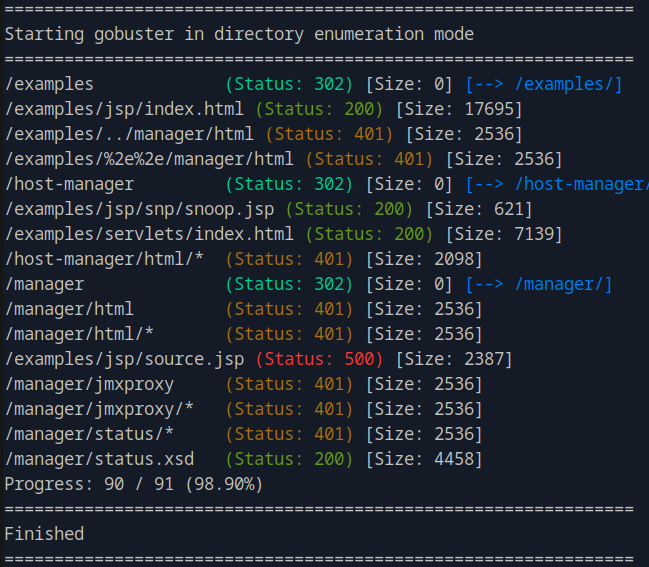 ===============================================================
Starting gobuster in directory enumeration mode
===============================================================
/examples             (Status: 302) [Size: 0] [--> /examples/]
/examples/jsp/index.html (Status: 200) [Size: 17695]
/examples/../manager/html (Status: 401) [Size: 2536]
/examples/%2e%2e/manager/html (Status: 401) [Size: 2536]
/host-manager         (Status: 302) [Size: 0] [--> /host-manager/
/examples/jsp/snp/snoop.jsp (Status: 200) [Size: 621]
/examples/servlets/index.html (Status: 200) [Size: 7139]
/host-manager/html/*  (Status: 401) [Size: 2098]
/manager              (Status: 302) [Size: 0] [--> /manager/]
/manager/html         (Status: 401) [Size: 2536]
/manager/html/*       (Status: 401) [Size: 2536]
/examples/jsp/source.jsp (Status: 500) [Size: 2387]
/manager/jmxproxy     (Status: 401) [Size: 2536]
/manager/jmxproxy/*   (Status: 401) [Size: 2536]
/manager/status/*     (Status: 401) [Size: 2536]
/manager/status.xsd   (Status: 200) [Size: 4458]
Progress: 90 / 91 (98.90%)
===============================================================
Finished
===============================================================